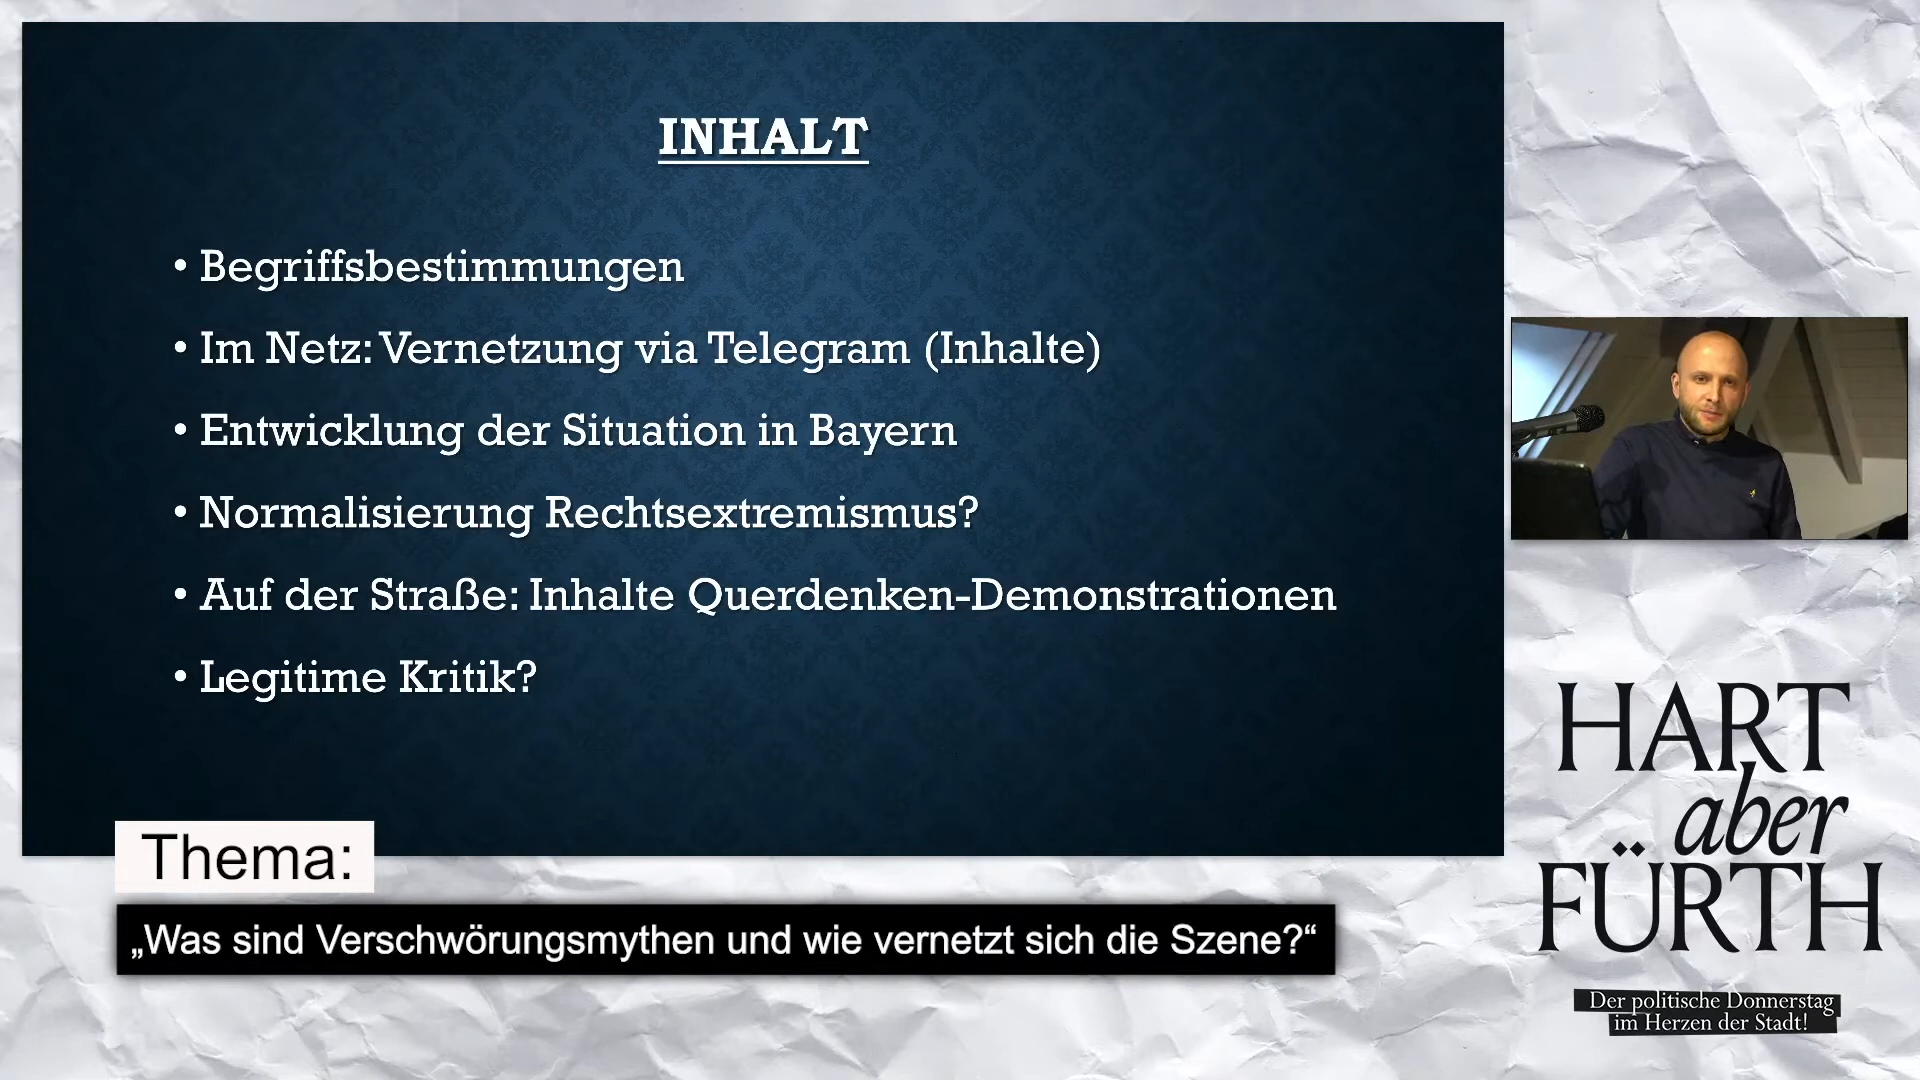 INHALT
• Begriffsbestimmungen
• Im Netz: Vernetzung via Telegram (Inhalte)
• Entwicklung der Situation in Bayern
• Normalisierung Rechtsextremismus?
• Auf der Straße: Inhalte Querdenken-Demonstrationen
• Legitime Kritik?
Thema:
„Was sind Verschwörungsmythen und wie vernetzt sich die Szene?“
HART
aber
FÜRTH
Der politische Donnerstag
im Herzen der Stadt!